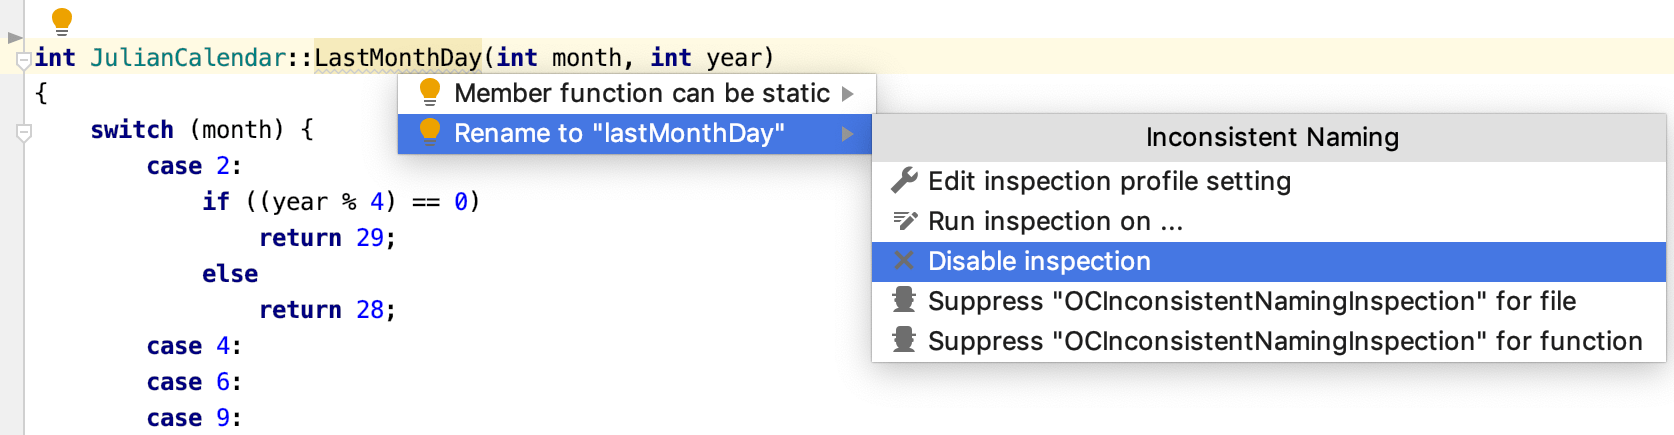 int JulianCalendar::LastMonthDay(int month, int year)
{
Member function can be static
switch (month) {
Rename to "lastMonthDay"
Inconsistent Naming
case 2:
Edit inspection profile setting
if ((year % 4) == 0)
Run inspection on ...
return 29;
Disable inspection
else
Suppress "OCInconsistentNamingInspection" for file
return 28;
Suppress "OCInconsistentNamingInspection" for function
case 4:
case 6:
case 9: